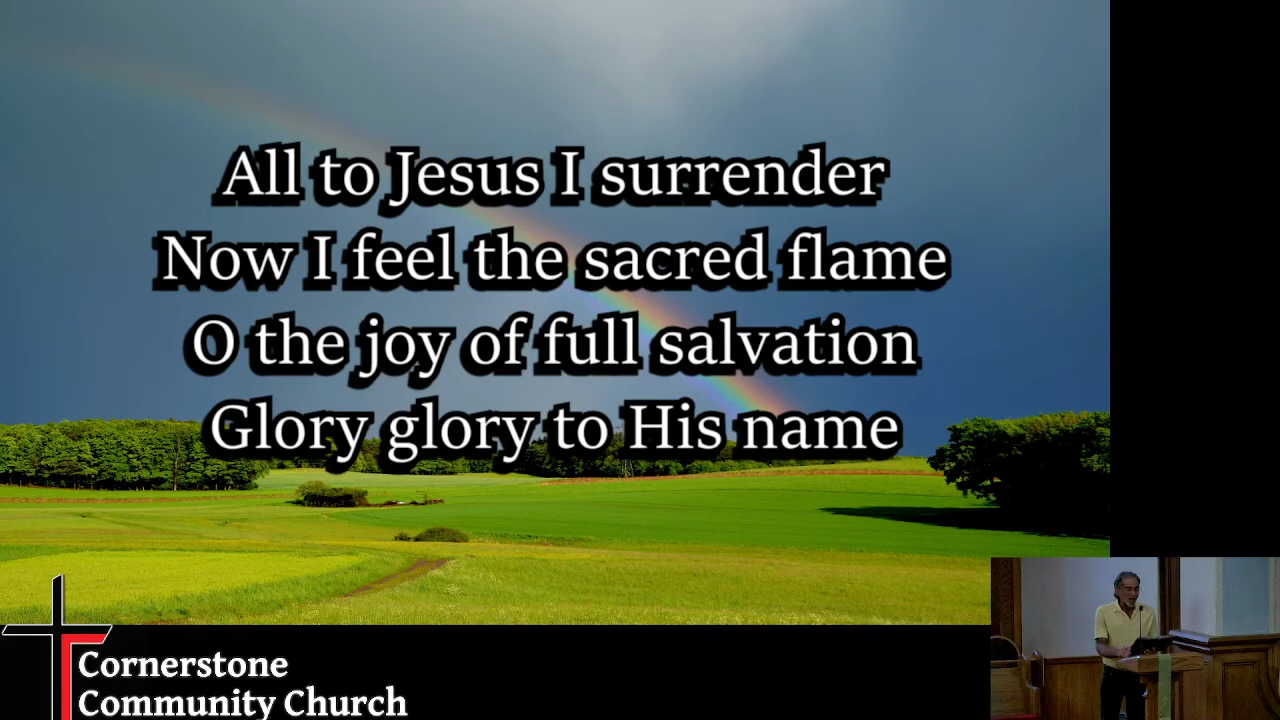 All to Jesus I surrender
Now I feel the sacred flame
O the joy of full salvation
Glory glory to His name
Cornerstone
Community Church